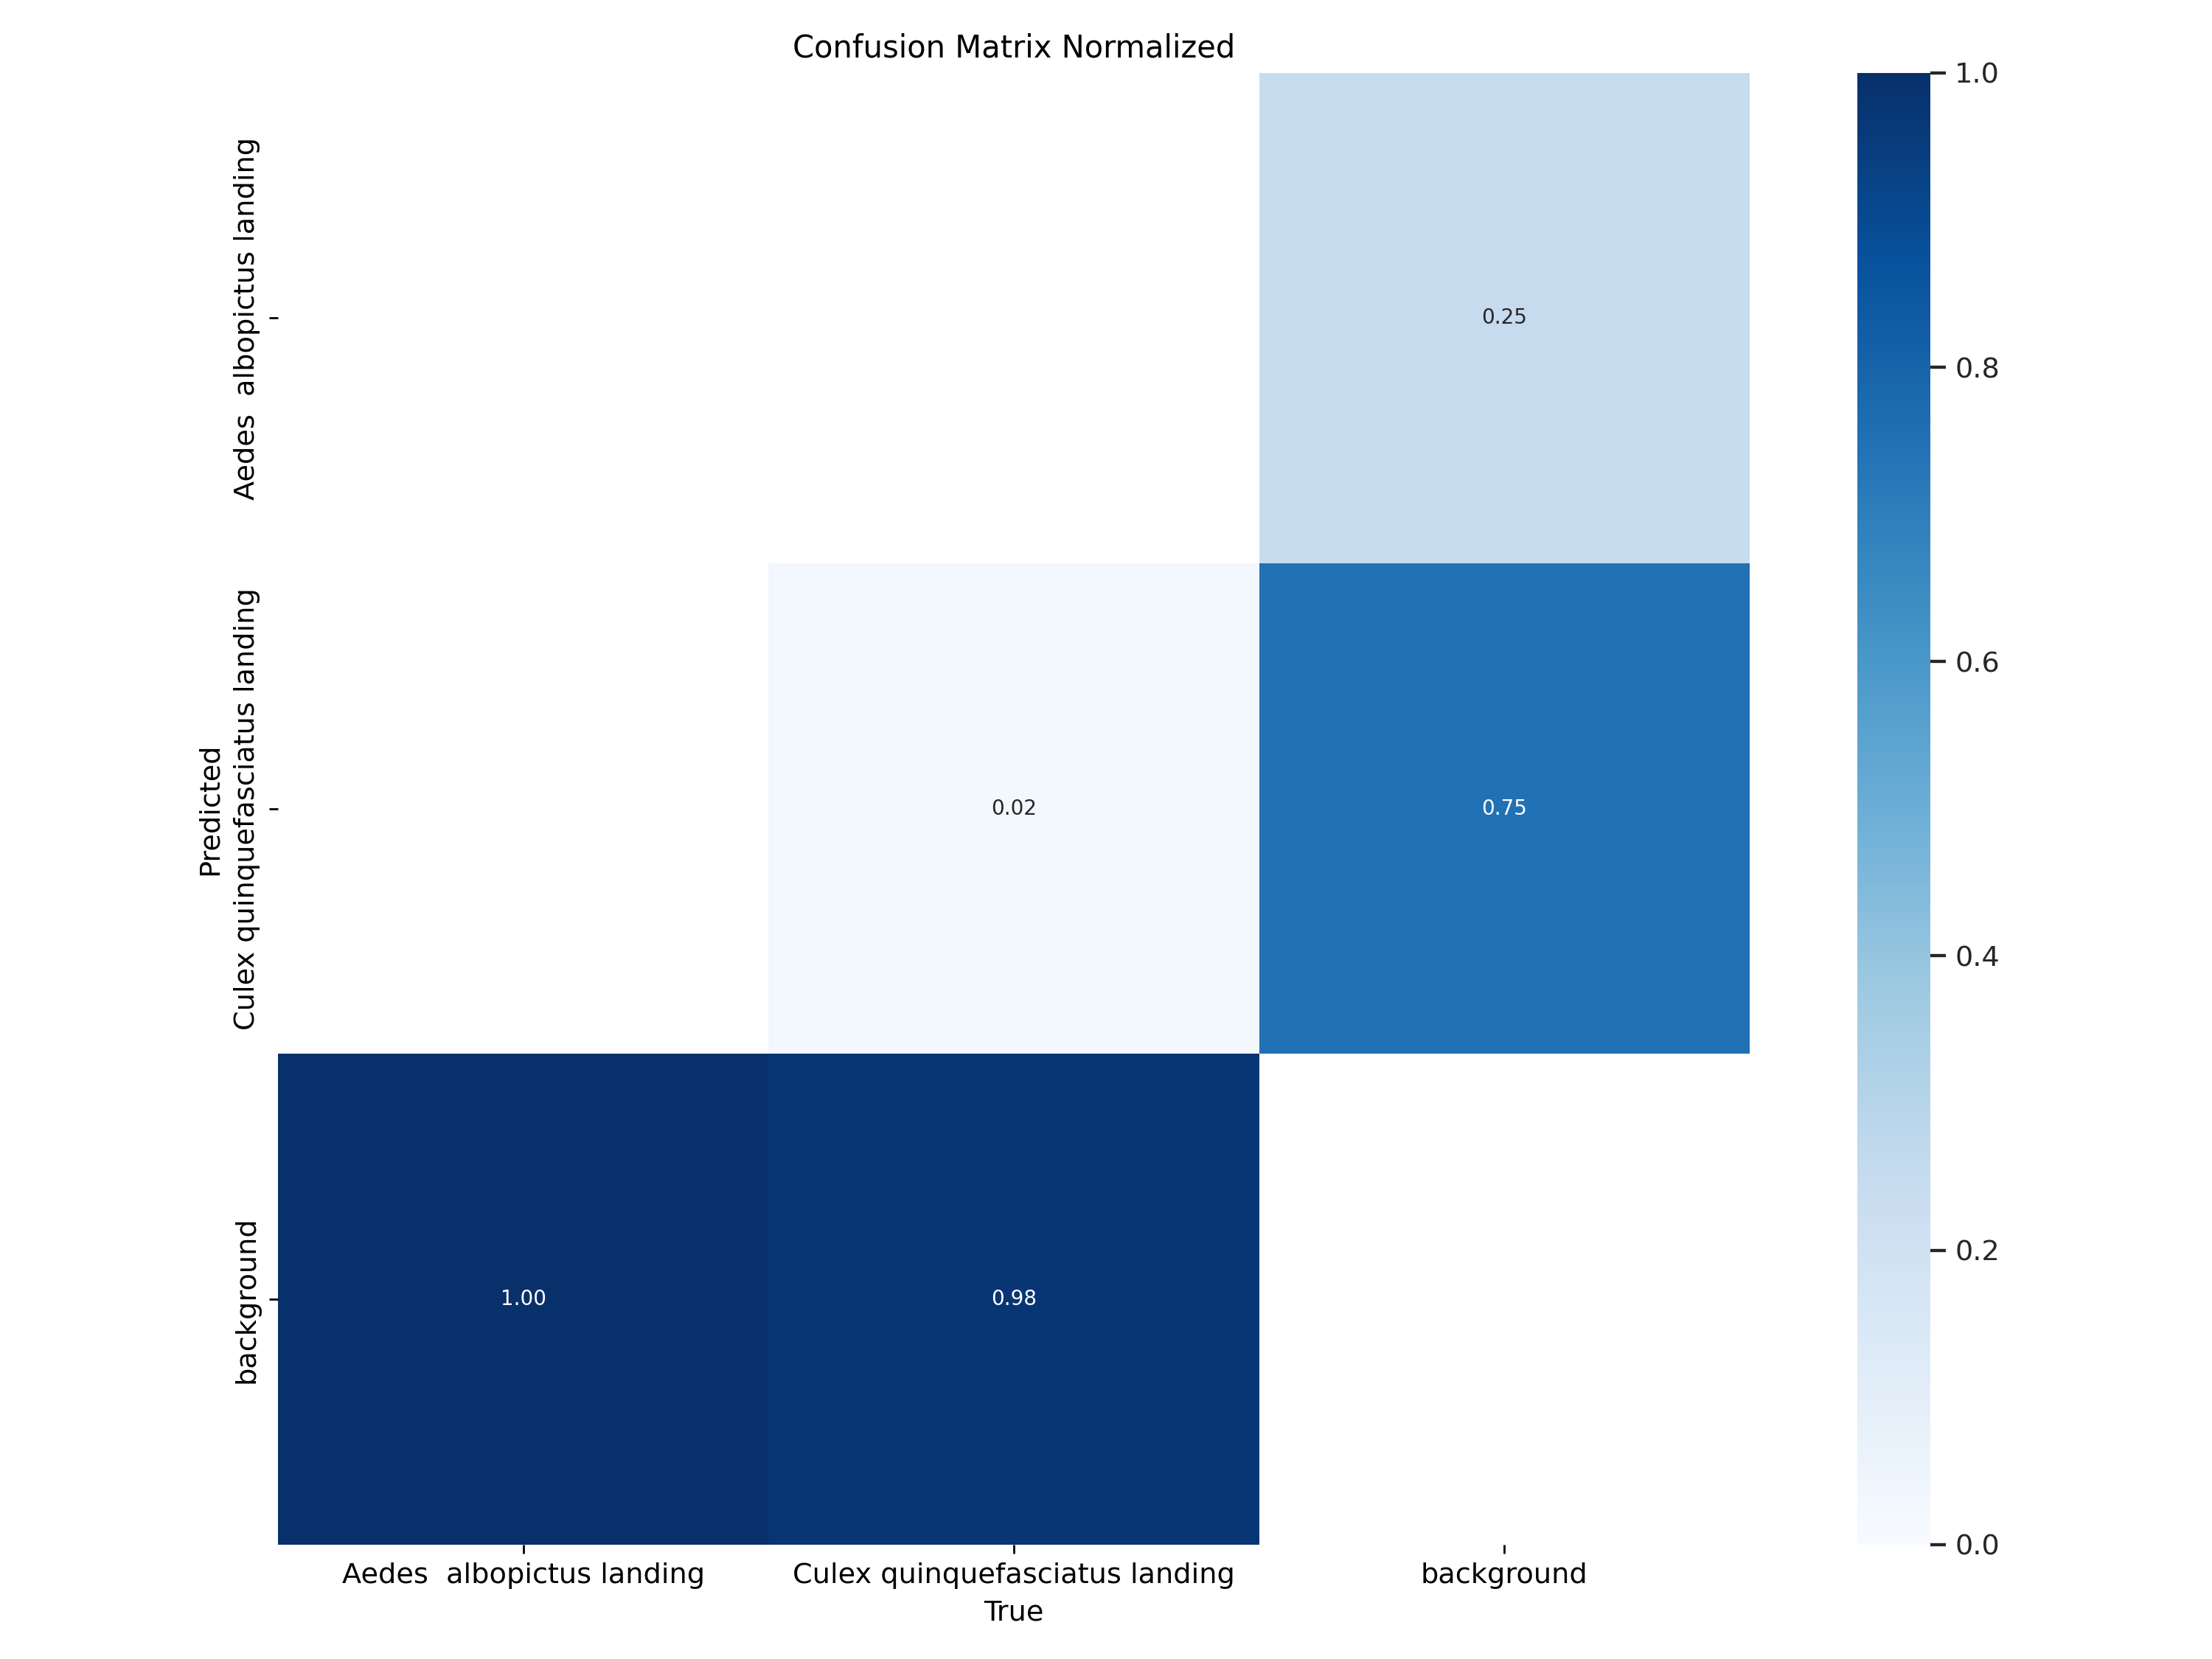 Confusion Matrix Normalized
Aedes  albopictus landing
Culex quinquefasciatus landing
background
Predicted
0.25
0.02
0.75
1.00
0.98
Aedes  albopictus landing
Culex quinquefasciatus landing
background
True
1.0
0.8
0.6
0.4
0.2
0.0